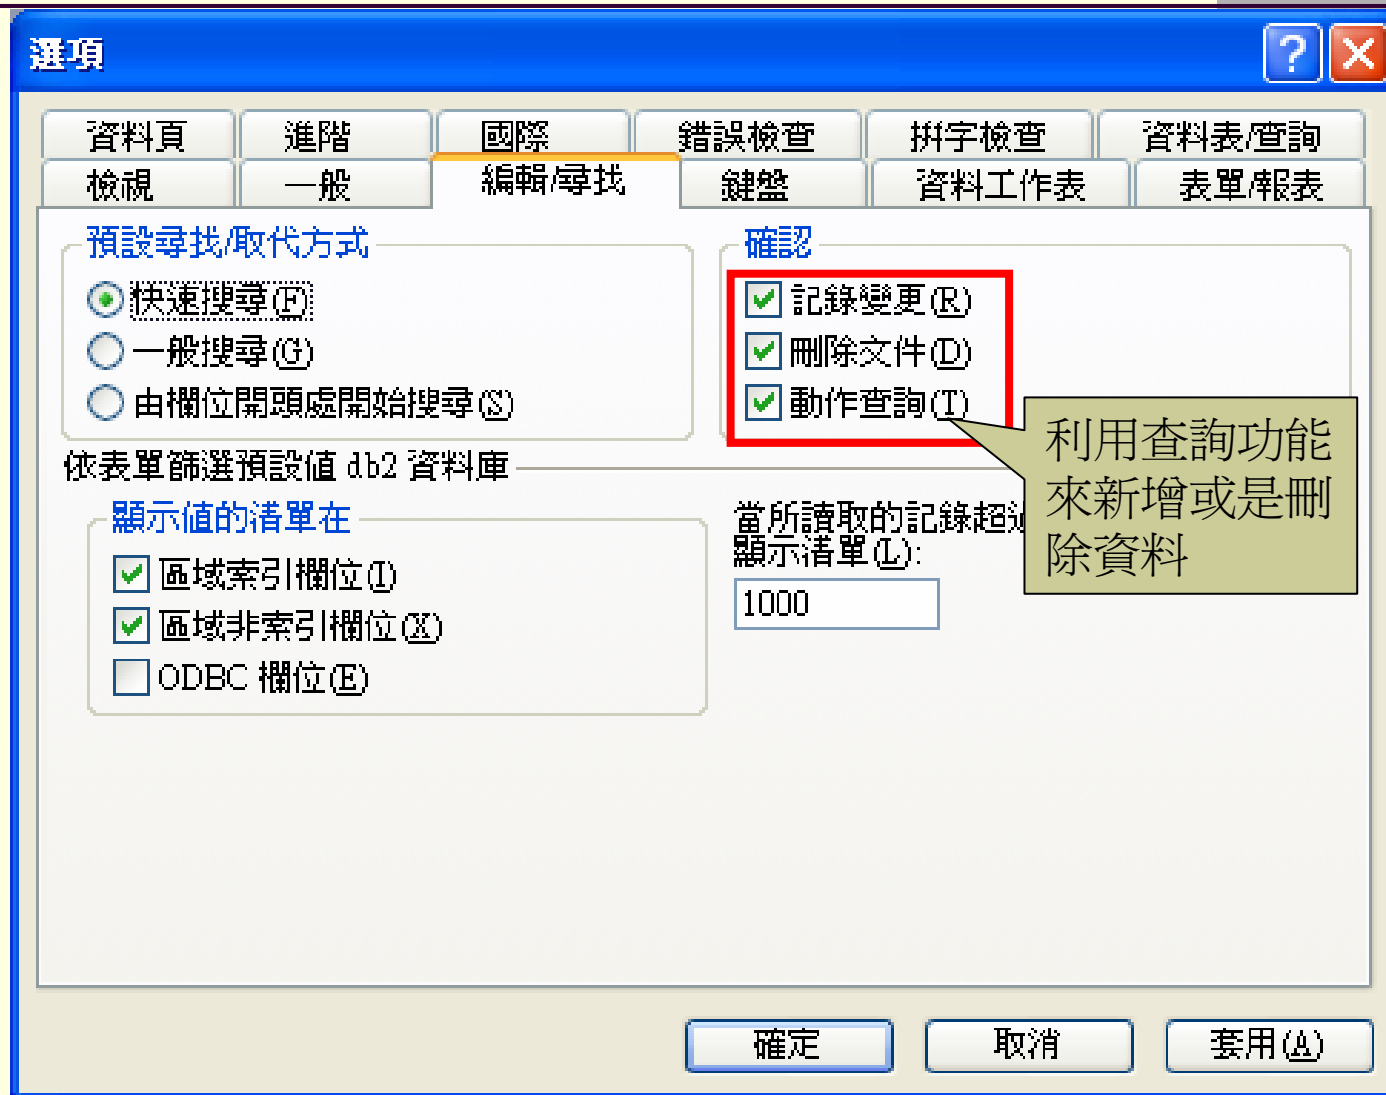 選項
資料頁 進階 國際 錯誤檢查 拼字檢查 資料表/查詢
檢視 一般 編輯/尋找 鍵盤 資料工作表 表單/報表
預設尋找/取代方式
快速搜尋(F)
一般搜尋(G)
由欄位開頭處開始搜尋(S)
確認
記錄變更(R)
刪除文件(D)
動作查詢(T)
利用查詢功能
來新增或是刪
除資料
依表單篩選預設值 db2 資料庫
顯示值的清單在
區域索引欄位(I)
區域非索引欄位(X)
ODBC 欄位(E)
當所讀取的記錄超
顯示清單(L):
1000
確定 取消 套用(A)